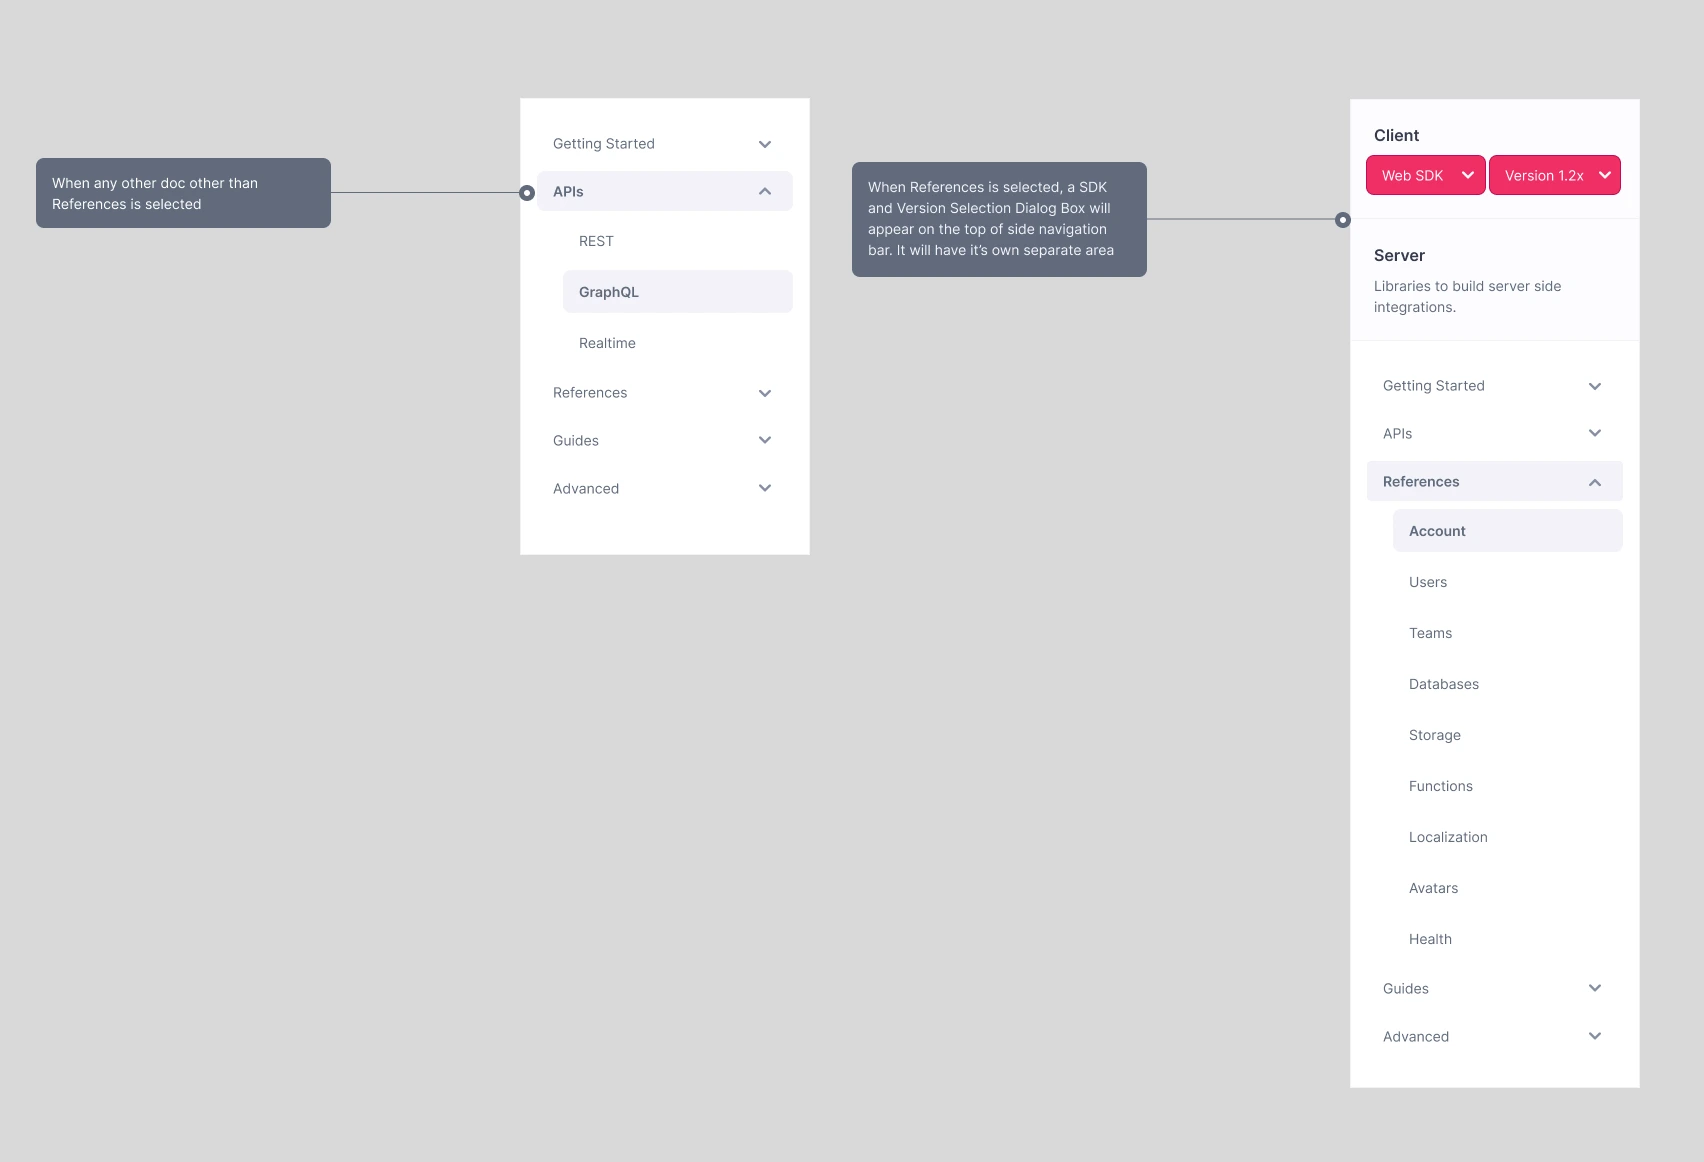 When any other doc other than
References is selected
Getting Started
APIs
REST
GraphQL
Realtime
References
Guides
Advanced
When References is selected, a SDK
and Version Selection Dialog Box will
appear on the top of side navigation
bar. It will have it’s own separate area
Client
Web SDK
Version 1.2x
Server
Libraries to build server side
integrations.
Getting Started
APIs
References
Account
Users
Teams
Databases
Storage
Functions
Localization
Avatars
Health
Guides
Advanced